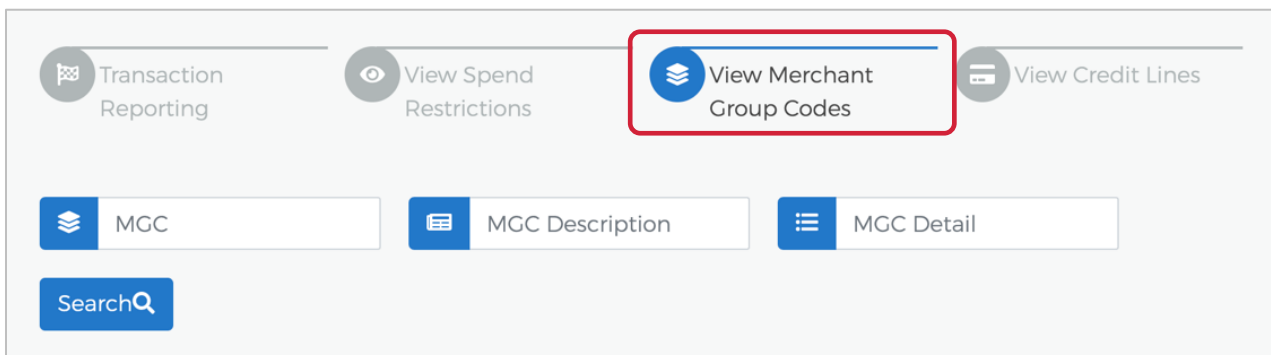 Transaction
Reporting
View Spend
Restrictions
View Merchant
Group Codes
View Credit Lines
MGC
MGC Description
MGC Detail
Search